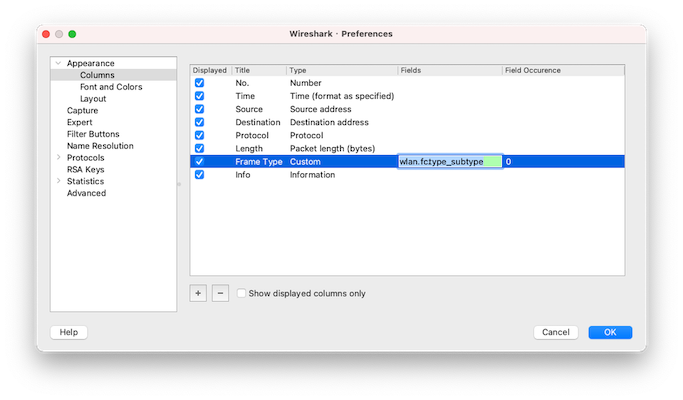 Wireshark · Preferences
Appearance
Columns
Font and Colors
Layout
Capture
Expert
Filter Buttons
Name Resolution
Protocols
RSA Keys
Statistics
Advanced
Displayed Title Type Fields Field Occurence
No. Number
Time Time (format as specified)
Source Source address
Destination Destination address
Protocol Protocol
Length Packet length (bytes)
Frame Type Custom wlan.fc.type_subtype 0
Info Information
+ − Show displayed columns only
Help Cancel OK